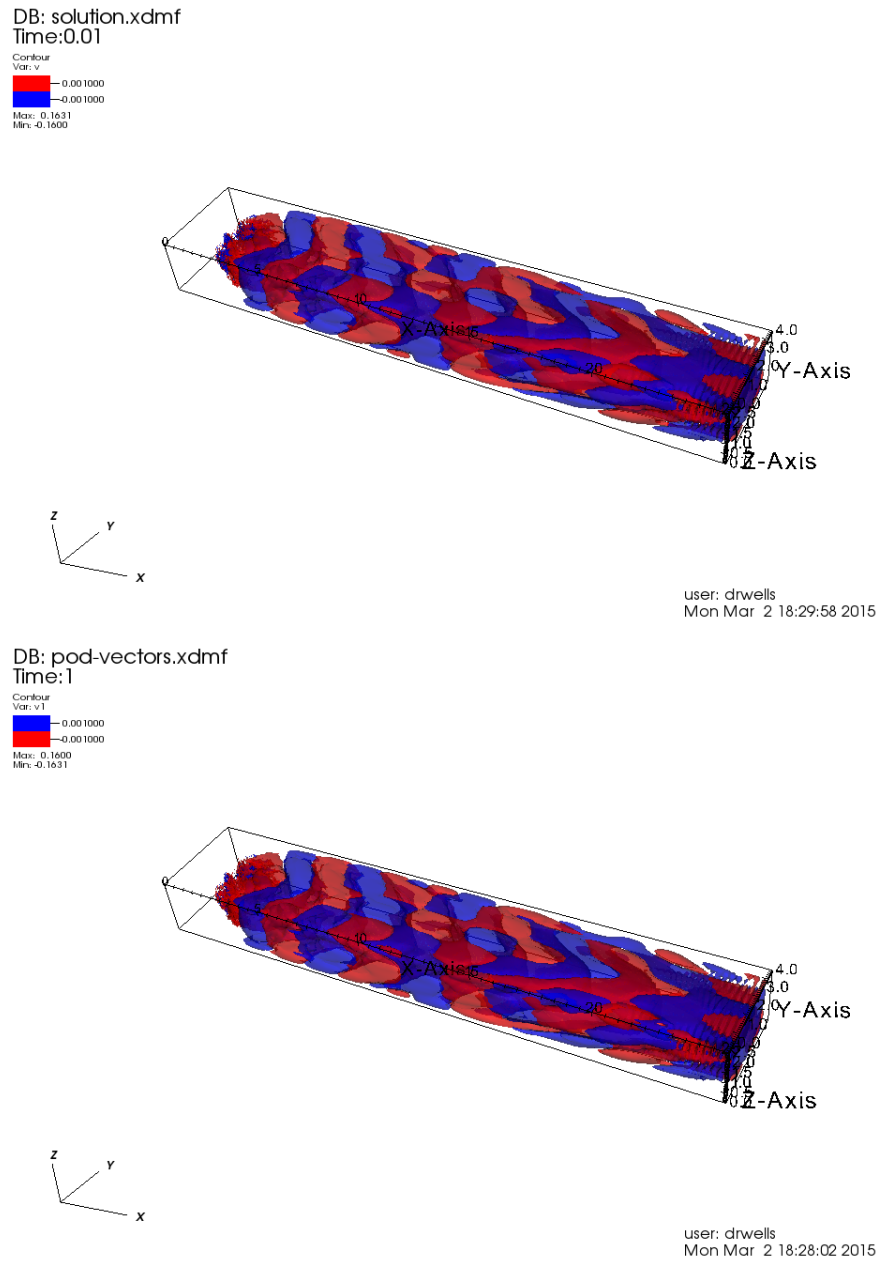 DB: solution.xdmf
Time:0.01
Contour
Var: v
0.001000
-0.001000
Max: 0.1631
Min: -0.1600
0
5
10
X-Axis
15
20
4.0
3.0
Y-Axis
Z-Axis
Z
Y
X
user: drwells
Mon Mar 2 18:29:58 2015
DB: pod-vectors.xdmf
Time:1
Contour
Var: v1
0.001000
-0.001000
Max: 0.1600
Min: -0.1631
0
5
10
X-Axis
15
20
4.0
3.0
Y-Axis
Z-Axis
Z
Y
X
user: drwells
Mon Mar 2 18:28:02 2015